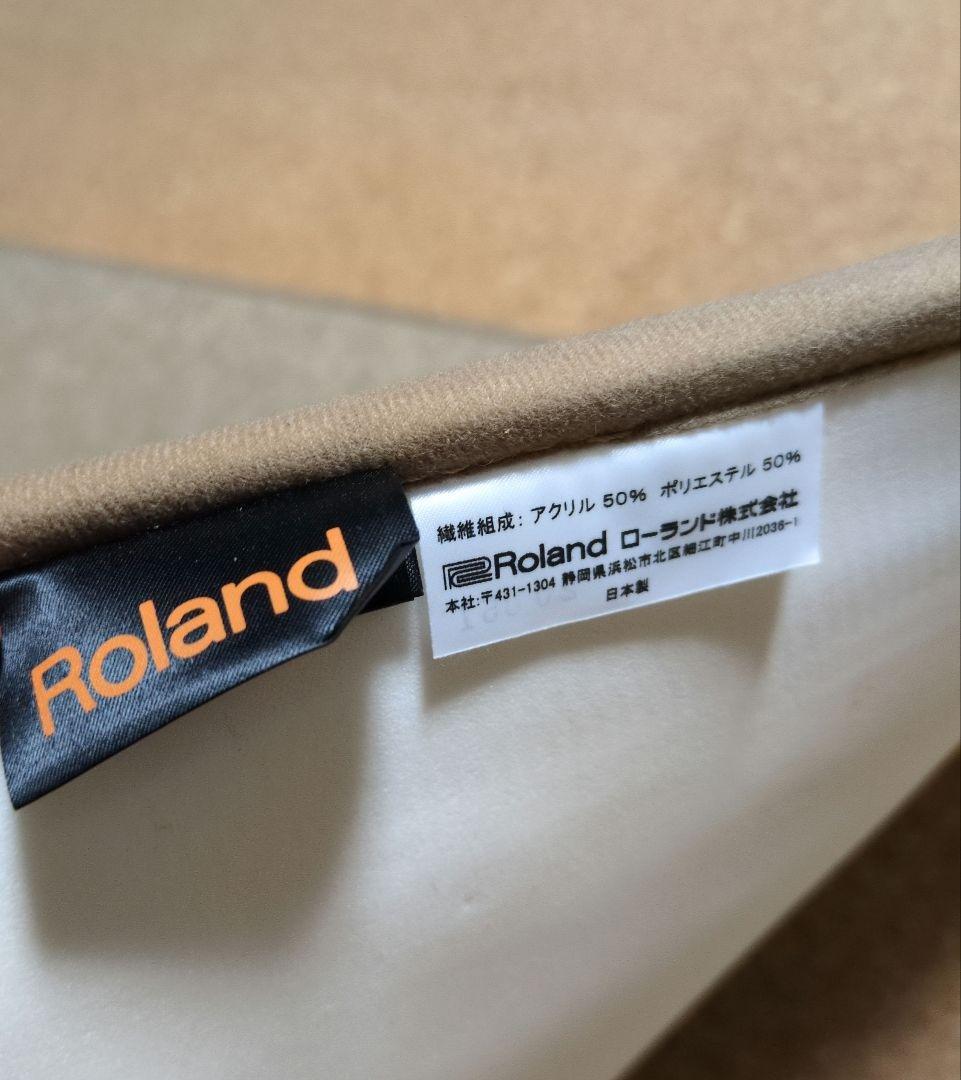 Roland
繊維組成: アクリル 50% ポリエステル 50%
Roland ローランド株式会社
本社:〒431-1304 静岡県浜松市北区細江町中川2036-1
日本製